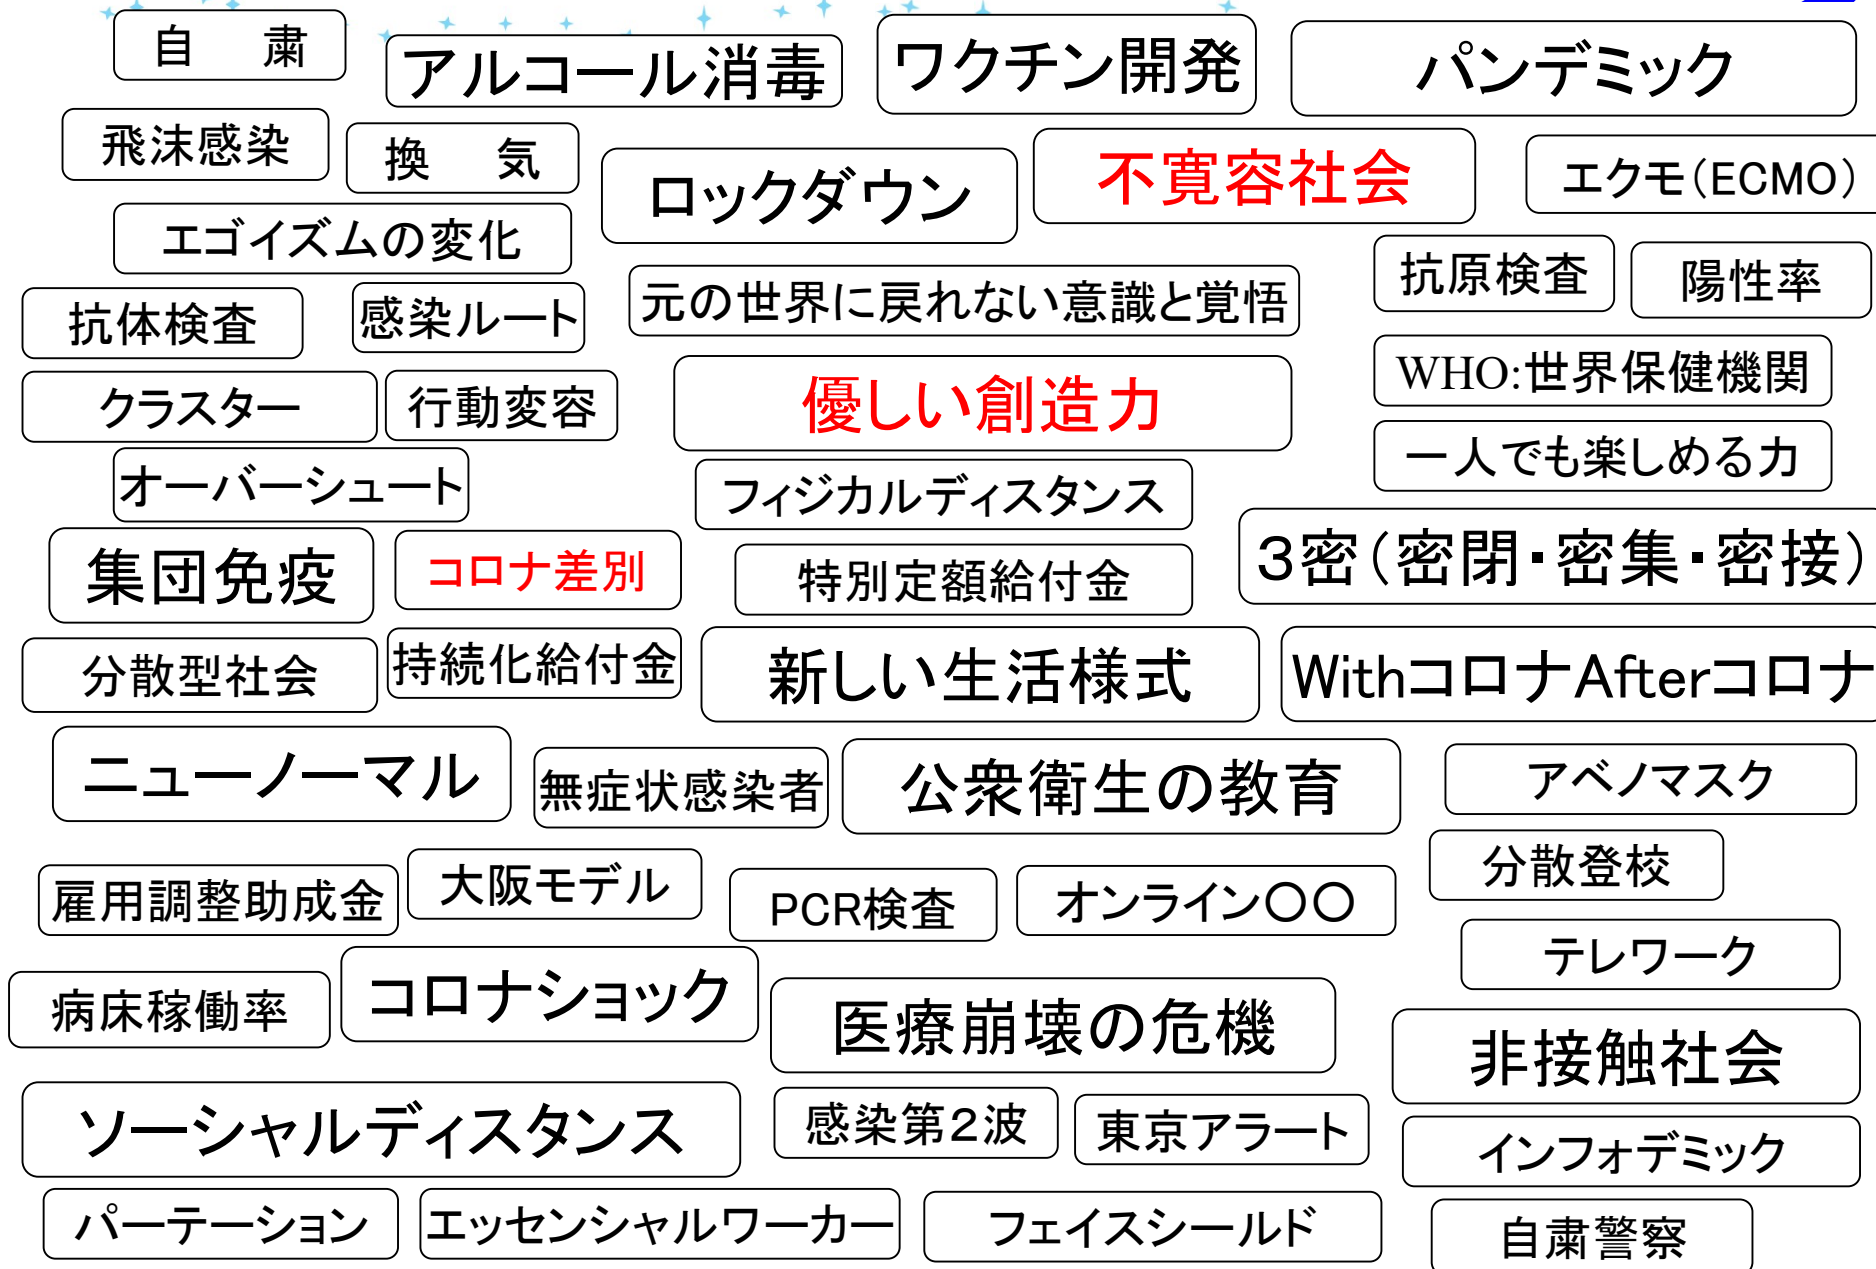 自　粛
アルコール消毒
ワクチン開発
パンデミック
飛沫感染
換　気
ロックダウン
不寛容社会
エクモ（ECMO）
エゴイズムの変化
抗原検査
陽性率
抗体検査
感染ルート
元の世界に戻れない意識と覚悟
WHO:世界保健機関
クラスター
行動変容
優しい創造力
一人でも楽しめる力
オーバーシュート
フィジカルディスタンス
集団免疫
コロナ差別
特別定額給付金
３密（密閉・密集・密接）
分散型社会
持続化給付金
新しい生活様式
WithコロナAfterコロナ
ニューノーマル
無症状感染者
公衆衛生の教育
アベノマスク
分散登校
雇用調整助成金
大阪モデル
PCR検査
オンライン〇〇
テレワーク
病床稼働率
コロナショック
医療崩壊の危機
非接触社会
ソーシャルディスタンス
感染第２波
東京アラート
インフォデミック
パーテーション
エッセンシャルワーカー
フェイスシールド
自粛警察